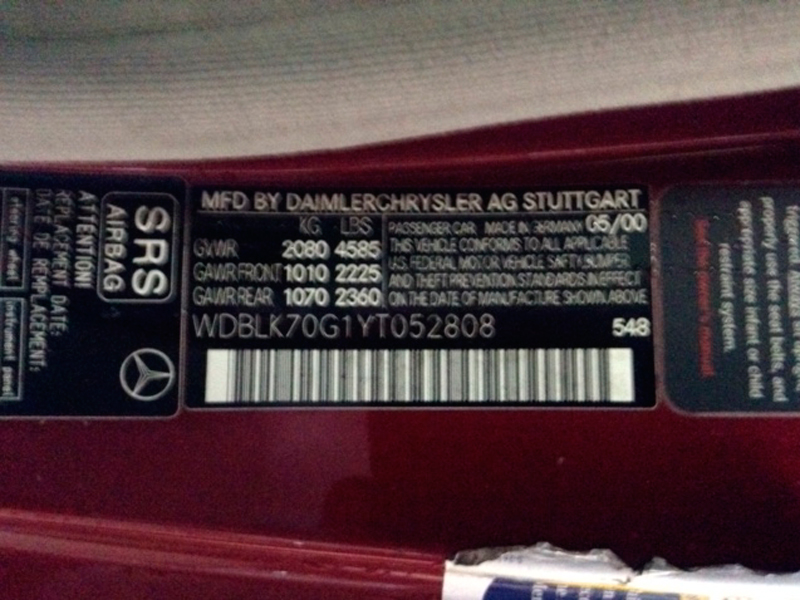 MFD BY DAIMLERCHRYSLER AG STUTTGART
KG LBS
GVWR 2080 4585
GAWR FRONT 1010 2225
GAWR REAR 1070 2360
PASSENGER CAR MADE IN GERMANY 05/00
THIS VEHICLE CONFORMS TO ALL APPLICABLE
U.S. FEDERAL MOTOR VEHICLE SAFETY, BUMPER
AND THEFT PREVENTION STANDARDS IN EFFECT
ON THE DATE OF MANUFACTURE SHOWN ABOVE
WDBLK70G1YT052808 548
SRS
AIRBAG
ATTENTION!
REPLACEMENT DATE:
DATE DE REMPLACEMENT:
instrument panel
properly use the seat belts, and
appropriate size infant or child
restraint system.
owner's manual